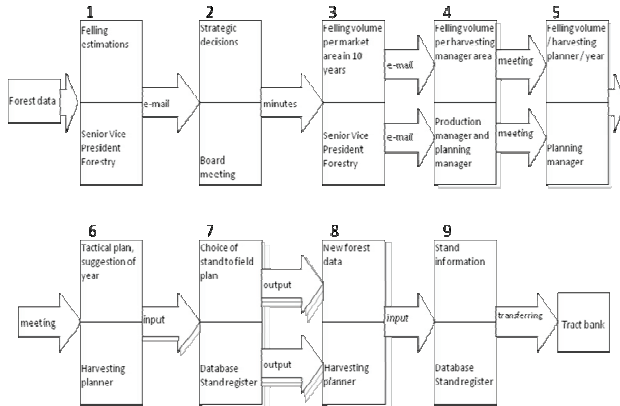 1
2
3
4
5
Forest data
Felling
estimations
Senior Vice
President
Forestry
e-mail
Strategic
decisions
Board
meeting
minutes
Felling volume
per market
area in 10
years
Senior Vice
President
Forestry
e-mail
e-mail
Felling volume
per harvesting
manager area
Production
manager and
planning
manager
meeting
meeting
Felling volume
/ harvesting
planner / year
Planning
manager
6
7
8
9
meeting
Tactical plan,
suggestion of
year
Harvesting
planner
input
Choice of
stand to field
plan
Database
Stand register
output
output
New forest
data
Harvesting
planner
input
Stand
information
Database
Stand register
transferring
Tract bank